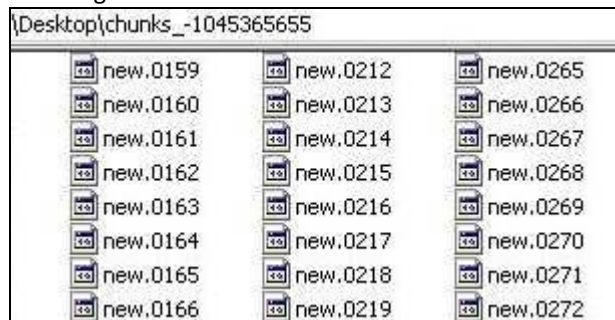 \Desktop\chunks_-1045365655
new.0159 new.0212 new.0265
new.0160 new.0213 new.0266
new.0161 new.0214 new.0267
new.0162 new.0215 new.0268
new.0163 new.0216 new.0269
new.0164 new.0217 new.0270
new.0165 new.0218 new.0271
new.0166 new.0219 new.0272